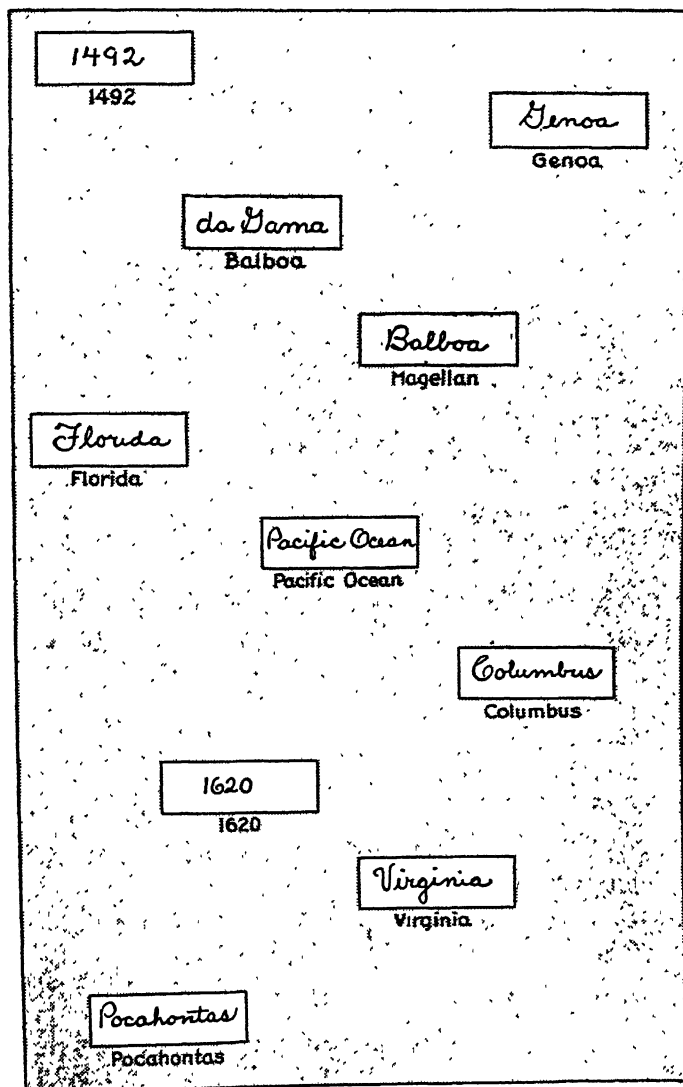 1492
1492
Genoa
Genoa
da Gama
Balboa
Balboa
Magellan
Florida
Florida
Pacific Ocean
Pacific Ocean
Columbus
Columbus
1620
1620
Virginia
Virginia
Pocahontas
Pocahontas